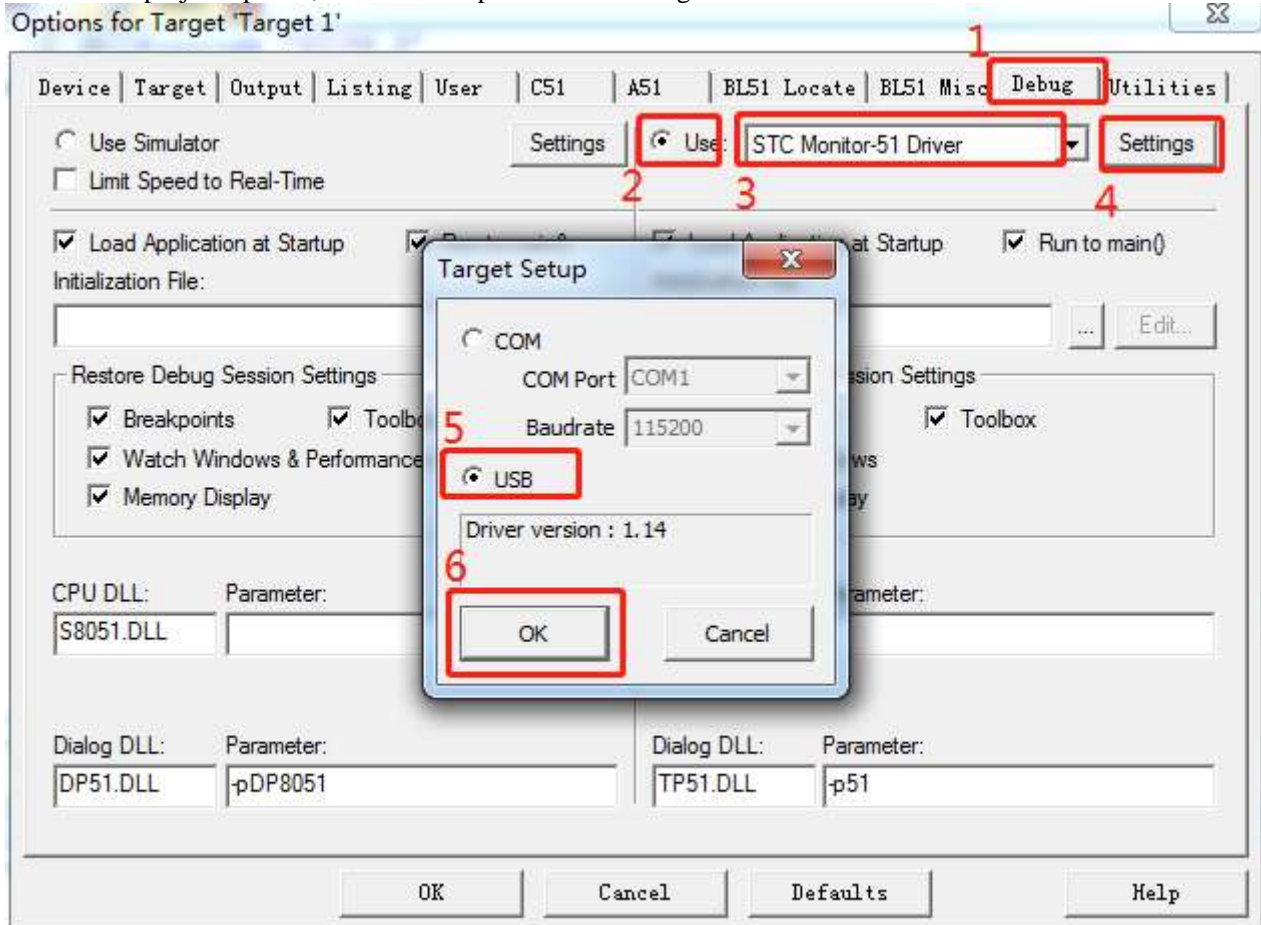 Options for Target 'Target 1'
1
Device Target Output Listing User C51 A51 BL51 Locate BL51 Misc Debug Utilities
Use Simulator Settings Use: STC Monitor-51 Driver Settings
Limit Speed to Real-Time
2 3 4
Load Application at Startup at Startup Run to main()
Initialization File:
... Edit...
Target Setup
COM
COM Port COM1
Baudrate 115200
5
USB
Driver version : 1.14
6
OK Cancel
Restore Debug Session Settings Settings
Breakpoints Toolbox
Watch Windows & Performance
Memory Display
CPU DLL: Parameter:
S8051.DLL
Dialog DLL: Parameter: Dialog DLL: Parameter:
DP51.DLL -pDP8051 TP51.DLL -p51
OK Cancel Defaults Help